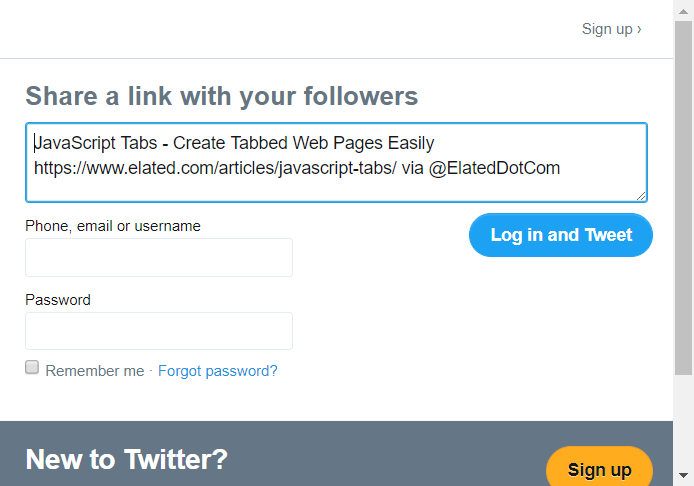 Sign up ›
Share a link with your followers
JavaScript Tabs - Create Tabbed Web Pages Easily
https://www.elated.com/articles/javascript-tabs/ via @ElatedDotCom
Phone, email or username
Log in and Tweet
Password
Remember me · Forgot password?
New to Twitter?
Sign up